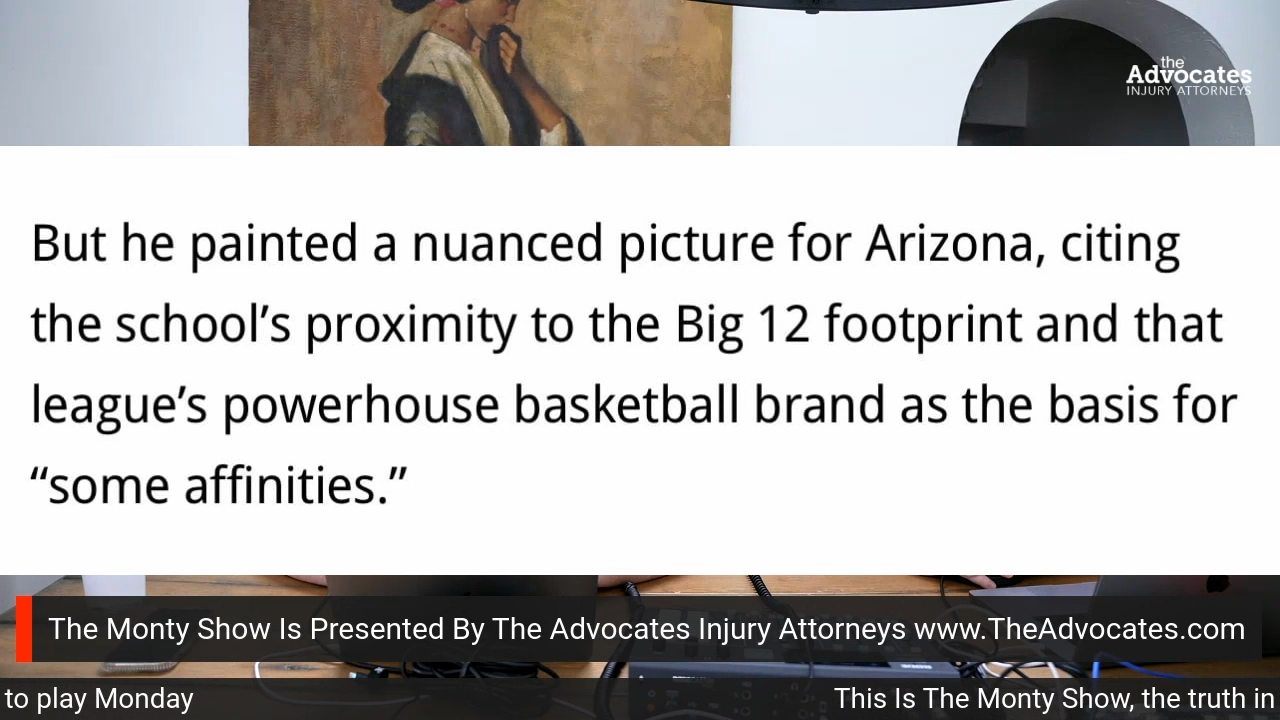 the
Advocates
INJURY ATTORNEYS
But he painted a nuanced picture for Arizona, citing
the school’s proximity to the Big 12 footprint and that
league’s powerhouse basketball brand as the basis for
“some affinities.”
The Monty Show Is Presented By The Advocates Injury Attorneys www.TheAdvocates.com
to play Monday
This Is The Monty Show, the truth in